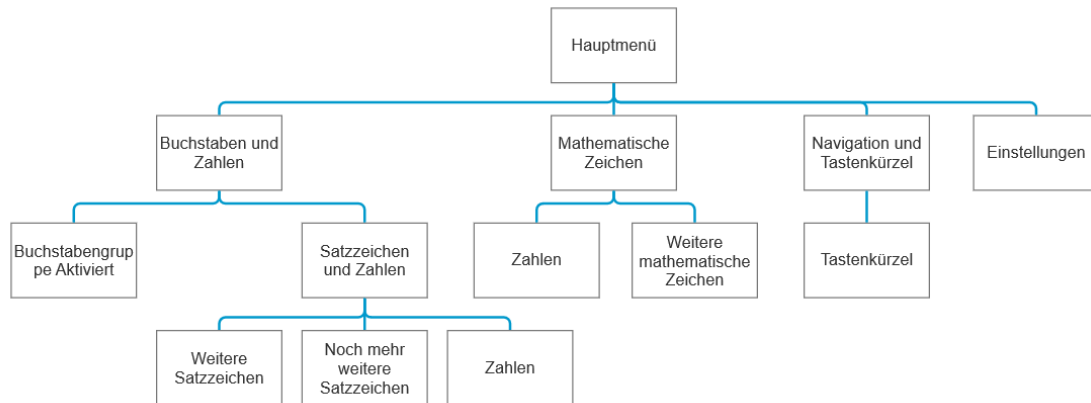 Hauptmenü
Buchstaben und
Zahlen
Mathematische
Zeichen
Navigation und
Tastenkürzel
Einstellungen
Buchstabengrup
pe Aktiviert
Satzzeichen
und Zahlen
Zahlen
Weitere
mathematische
Zeichen
Tastenkürzel
Weitere
Satzzeichen
Noch mehr
weitere
Satzzeichen
Zahlen